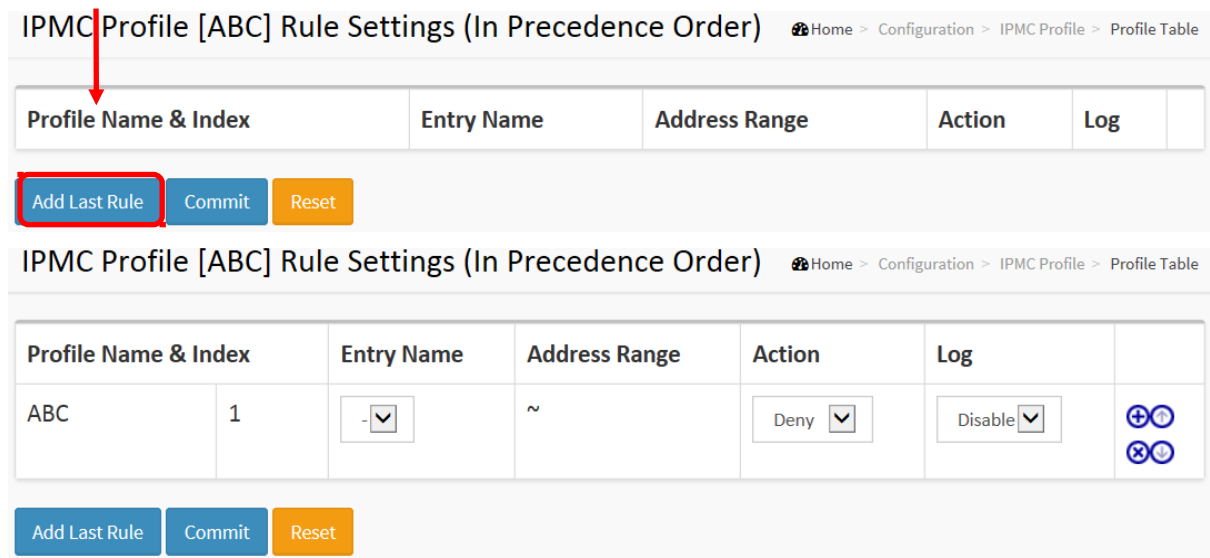 IPMC Profile [ABC] Rule Settings (In Precedence Order) Home > Configuration > IPMC Profile > Profile Table
Profile Name & Index Entry Name Address Range Action Log
Add Last Rule Commit Reset
IPMC Profile [ABC] Rule Settings (In Precedence Order) Home > Configuration > IPMC Profile > Profile Table
Profile Name & Index Entry Name Address Range Action Log
ABC 1 - ~ Deny Disable
Add Last Rule Commit Reset